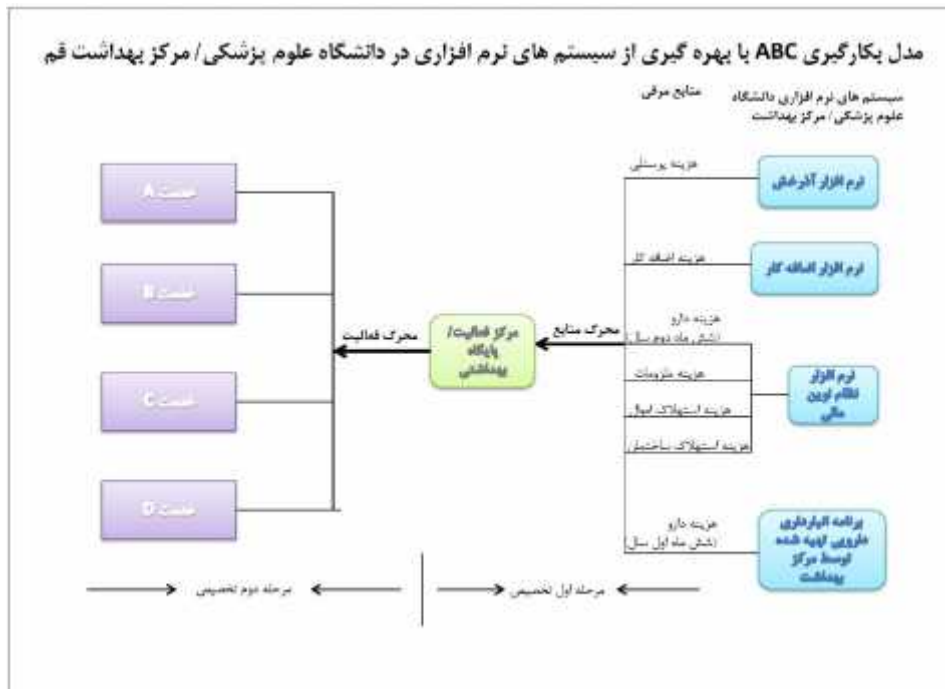 مدل بکارگیری ABC با بهره گیری از سیستم های نرم افزاری در دانشگاه علوم پزشکی/ مرکز بهداشت قم
سیستم های نرم افزاری دانشگاه
علوم پزشکی/ مرکز بهداشت
منابع مرفی
نرم افزار آذرخش
هزینه پرسنلی
نرم افزار اضافه کار
هزینه اضافه کار
نرم افزار
نظام نوین
مالی
هزینه دارو
(شش ماه دوم سال)
هزینه ملزومات
هزینه استهلاک اموال
هزینه استهلاک ساختمان
برنامه انبارداری
دارویی تهیه شده
توسط مرکز
بهداشت
هزینه دارو
(شش ماه اول سال)
محرک منابع
مرکز فعالیت/
پایگاه
بهداشتی
محرک فعالیت
خدمت A
خدمت B
خدمت C
خدمت D
مرحله اول تخصیص
مرحله دوم تخصیص